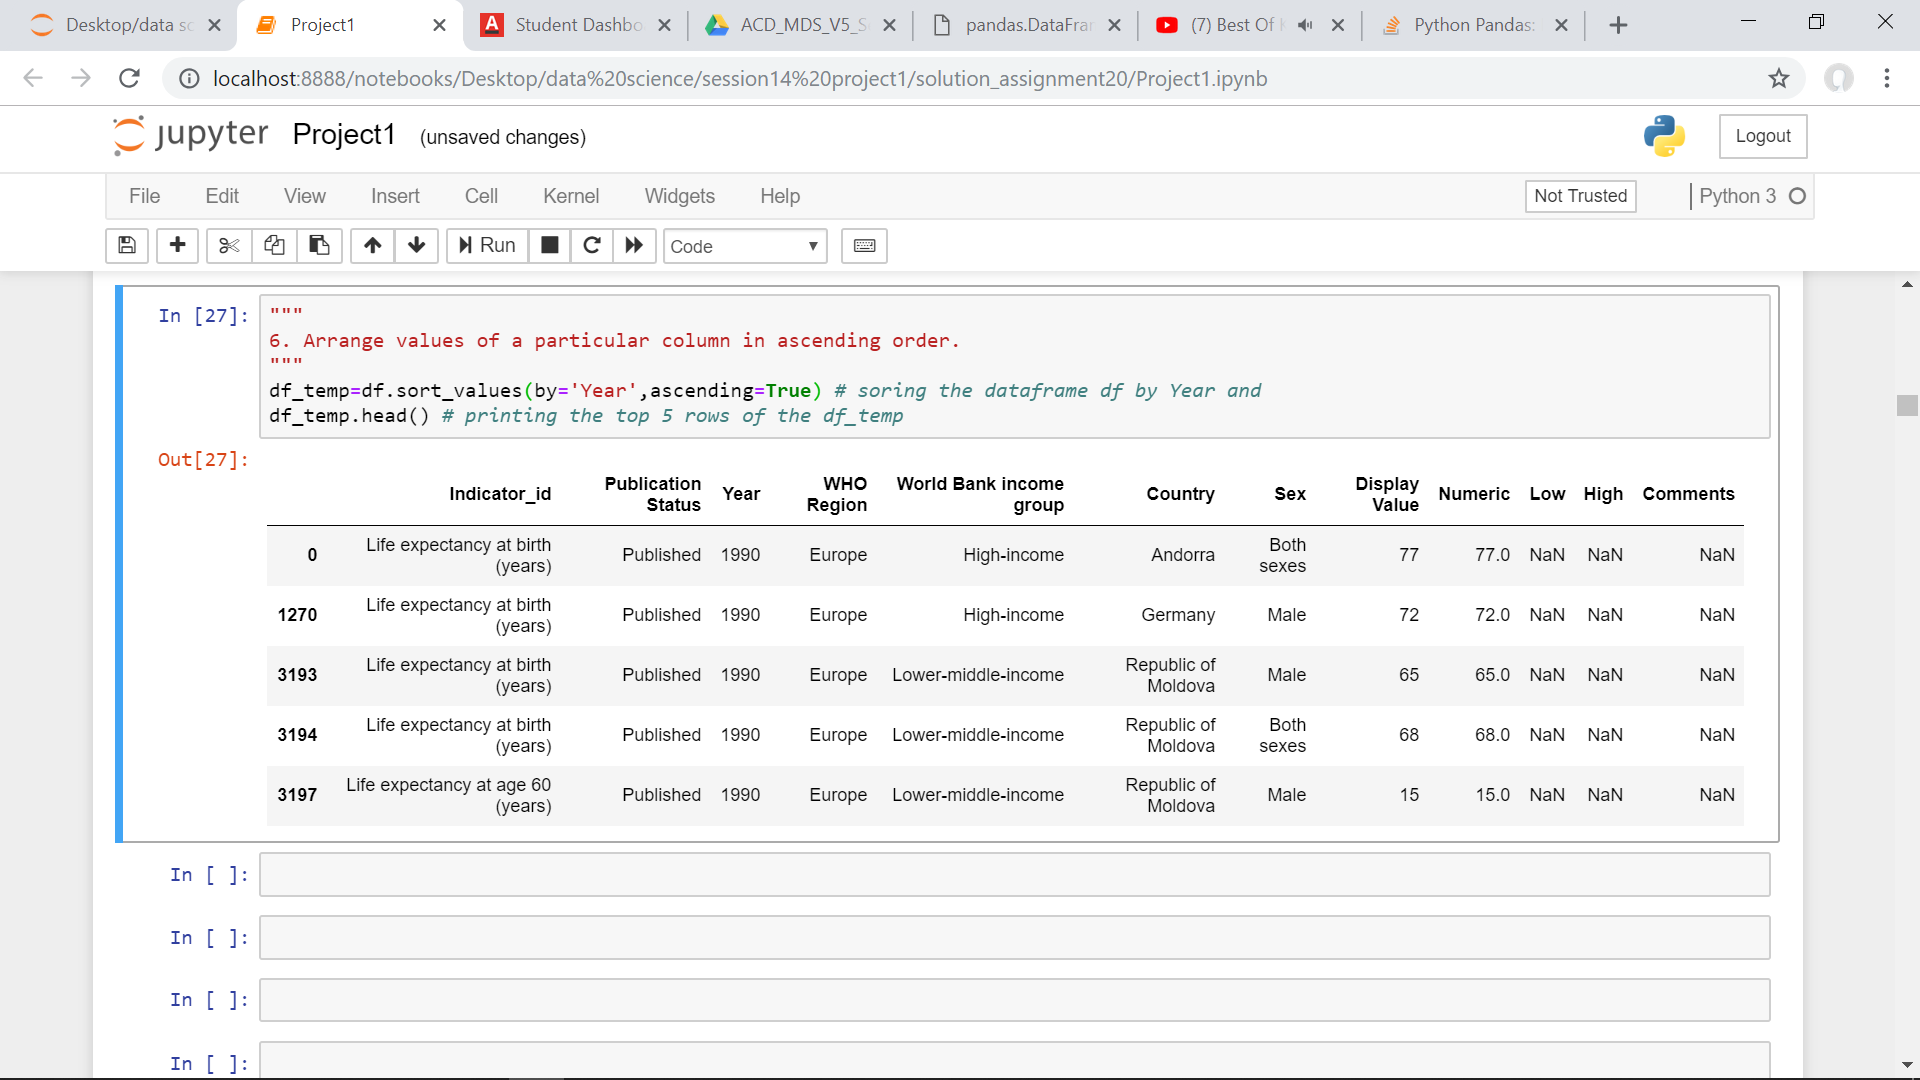 Desktop/data sc
Project1
Student Dashbo
ACD_MDS_V5_S
pandas.DataFrar
(7) Best Of
Python Pandas:
localhost:8888/notebooks/Desktop/data%20science/session14%20project1/solution_assignment20/Project1.ipynb
jupyter Project1 (unsaved changes)
Logout
File Edit View Insert Cell Kernel Widgets Help
Not Trusted
Python 3
Run
Code
In [27]:
"""
6. Arrange values of a particular column in ascending order.
"""
df_temp=df.sort_values(by='Year',ascending=True) # soring the dataframe df by Year and
df_temp.head() # printing the top 5 rows of the df_temp
Out[27]:
Indicator_id Publication Status Year WHO Region World Bank income group Country Sex Display Value Numeric Low High Comments
0 Life expectancy at birth (years) Published 1990 Europe High-income Andorra Both sexes 77 77.0 NaN NaN NaN
1270 Life expectancy at birth (years) Published 1990 Europe High-income Germany Male 72 72.0 NaN NaN NaN
3193 Life expectancy at birth (years) Published 1990 Europe Lower-middle-income Republic of Moldova Male 65 65.0 NaN NaN NaN
3194 Life expectancy at birth (years) Published 1990 Europe Lower-middle-income Republic of Moldova Both sexes 68 68.0 NaN NaN NaN
3197 Life expectancy at age 60 (years) Published 1990 Europe Lower-middle-income Republic of Moldova Male 15 15.0 NaN NaN NaN
In [ ]:
In [ ]:
In [ ]:
In [ ]: